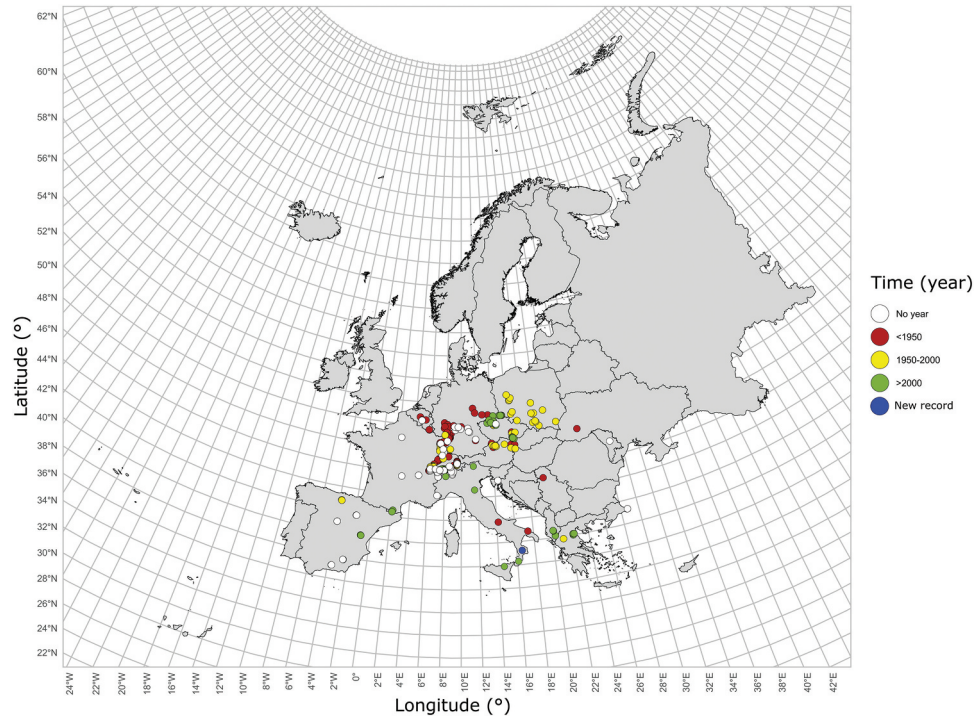 62°N
60°N
58°N
56°N
54°N
52°N
50°N
48°N
46°N
44°N
42°N
40°N
38°N
36°N
34°N
32°N
30°N
28°N
26°N
24°N
22°N
Latitude (°)
24°W 22°W 20°W 18°W 16°W 14°W 12°W 10°W 8°W 6°W 4°W 2°W 0° 2°E 4°E 6°E 8°E 10°E 12°E 14°E 16°E 18°E 20°E 22°E 24°E 26°E 28°E 30°E 32°E 34°E 36°E 38°E 40°E 42°E
Longitude (°)
Time (year)
No year
<1950
1950-2000
>2000
New record